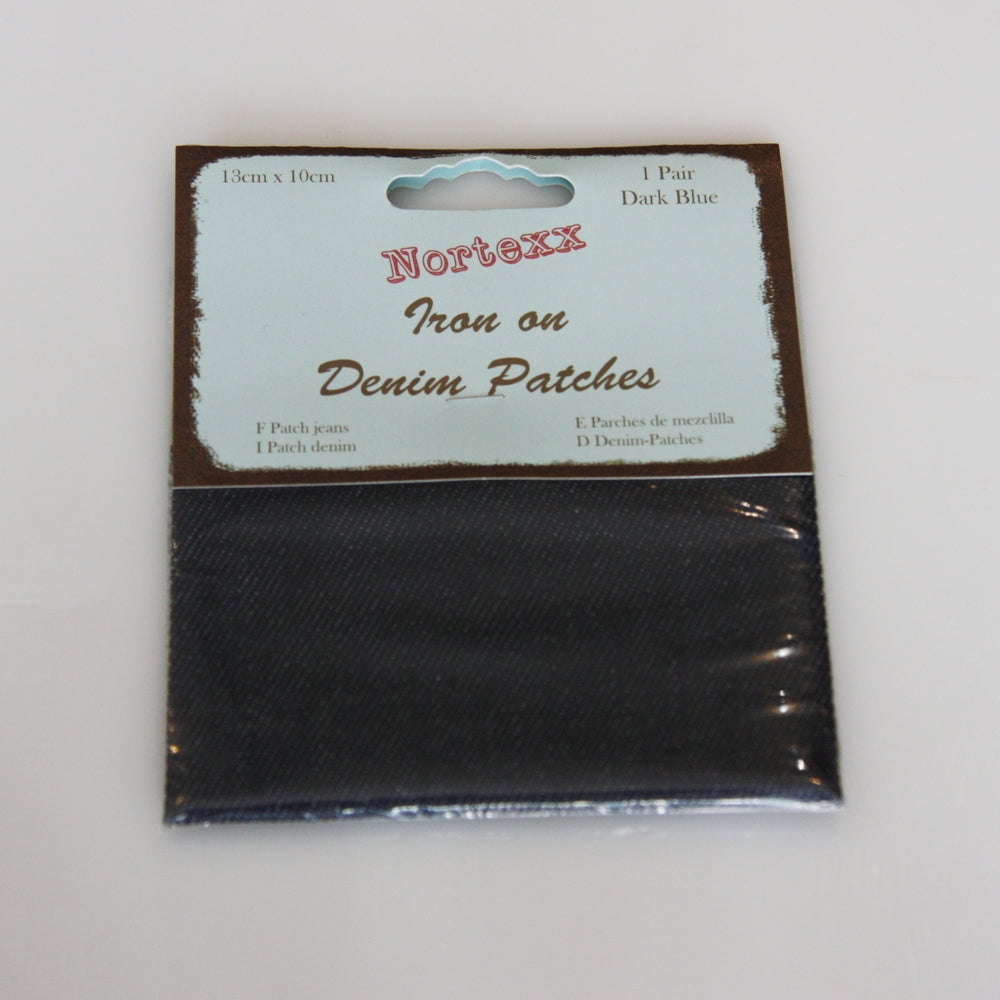 13cm x 10cm
1 Pair
Dark Blue
Nortexx
Iron on
Denim Patches
F Patch jeans
I Patch denim
E Parches de mezclilla
D Denim-Patches